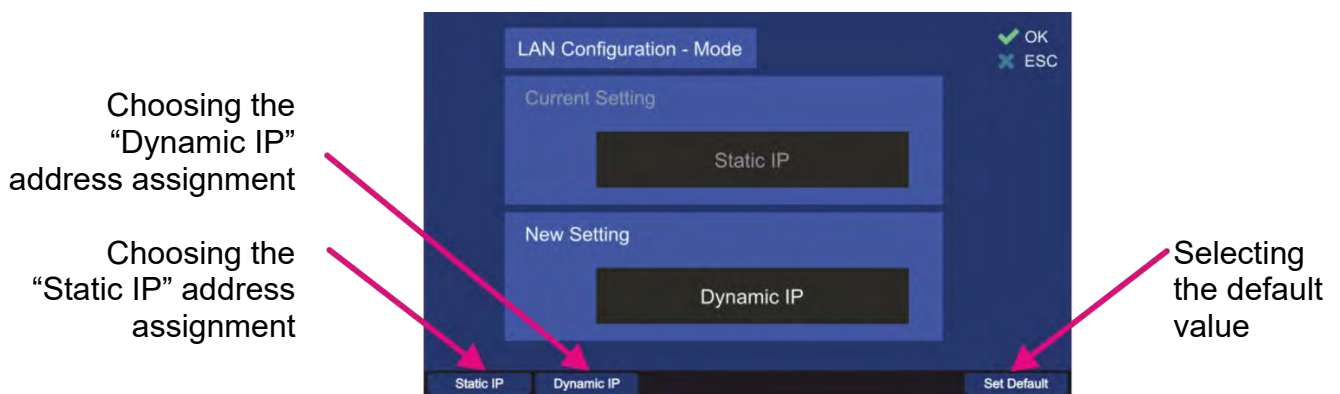 LAN Configuration - Mode
OK
ESC
Choosing the
“Dynamic IP”
address assignment
Current Setting
Static IP
Choosing the
“Static IP” address
assignment
New Setting
Dynamic IP
Selecting
the default
value
Static IP
Dynamic IP
Set Default